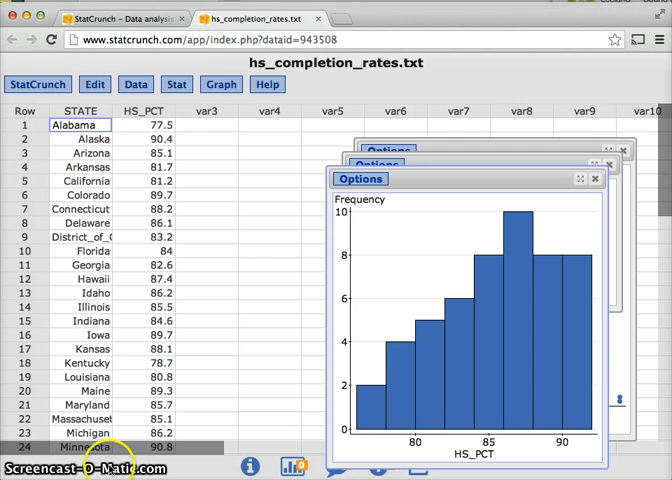 StatCrunch – Data analysis
hs_completion_rates.txt
www.statcrunch.com/app/index.php?dataid=943508
hs_completion_rates.txt
StatCrunch Edit Data Stat Graph Help
Row STATE HS_PCT var3 var4 var5 var6 var7 var8 var9 var10
1 Alabama 77.5
2 Alaska 90.4
3 Arizona 85.1
4 Arkansas 81.7
5 California 81.2
6 Colorado 89.7
7 Connecticut 88.2
8 Delaware 86.1
9 District_of_C 83.2
10 Florida 84
11 Georgia 82.6
12 Hawaii 87.4
13 Idaho 86.2
14 Illinois 85.5
15 Indiana 84.6
16 Iowa 89.7
17 Kansas 88.1
18 Kentucky 78.7
19 Louisiana 80.8
20 Maine 89.3
21 Maryland 85.7
22 Massachuset 85.1
23 Michigan 86.2
24 Minnesota 90.8
Options
Options
Options
Frequency
10
8
6
4
2
0
80 85 90
HS_PCT
0
Screencast-O-Matic.com